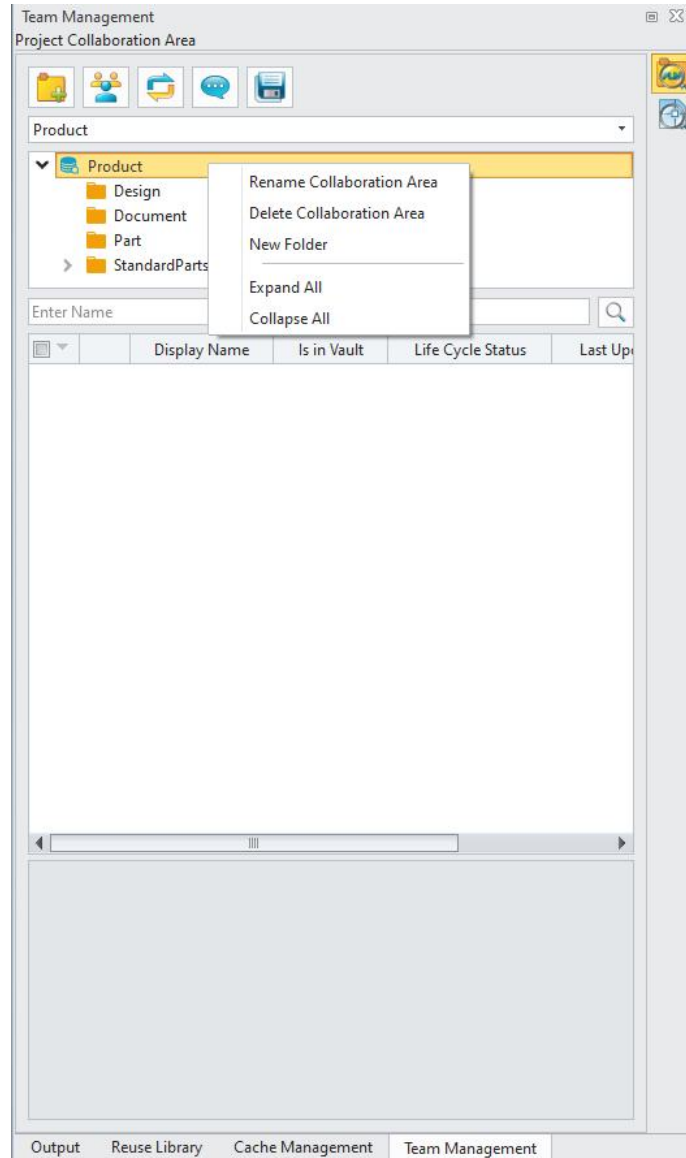 Team Management
Project Collaboration Area
Product
Product
Design
Document
Part
StandardParts
Rename Collaboration Area
Delete Collaboration Area
New Folder
Expand All
Collapse All
Enter Name
Display Name Is in Vault Life Cycle Status Last Up
Output Reuse Library Cache Management Team Management